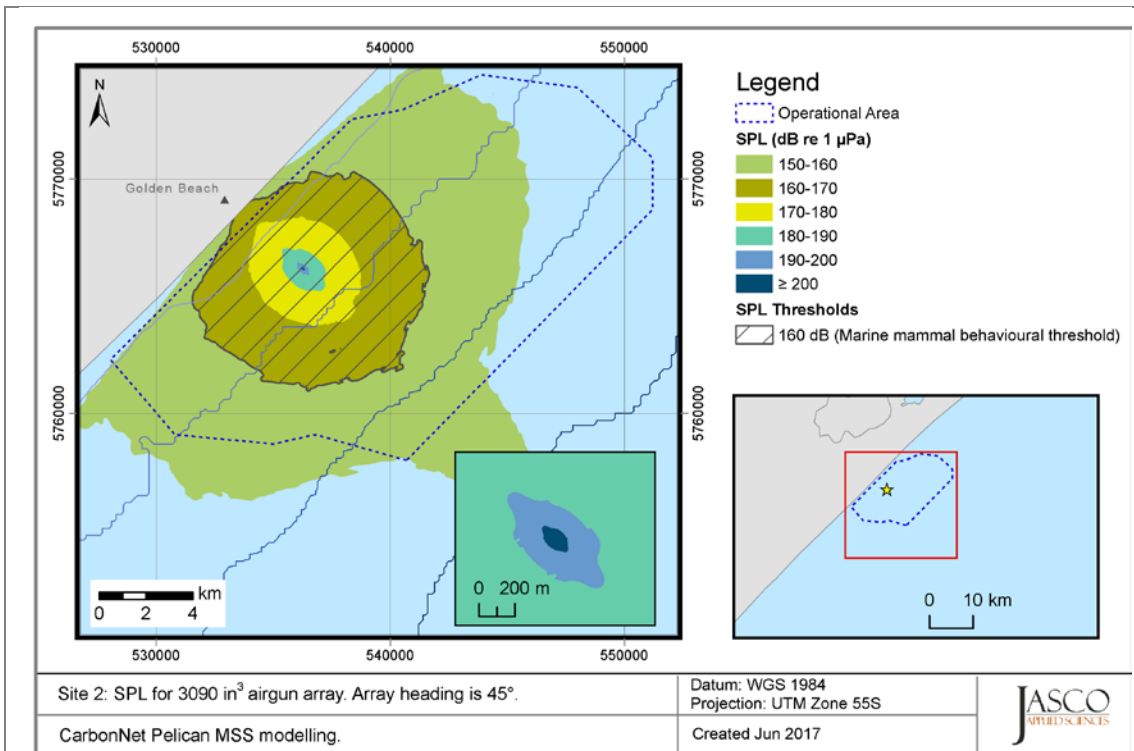 530000
540000
550000
N
5770000
5770000
Golden Beach
5760000
5760000
km
0 2 4
0 200 m
530000
540000
550000
Legend
Operational Area
SPL (dB re 1 µPa)
150-160
160-170
170-180
180-190
190-200
≥ 200
SPL Thresholds
160 dB (Marine mammal behavioural threshold)
0 10 km
Site 2: SPL for 3090 in³ airgun array. Array heading is 45°.
CarbonNet Pelican MSS modelling.
Datum: WGS 1984
Projection: UTM Zone 55S
Created Jun 2017
JASCO
APPLIED SCIENCES